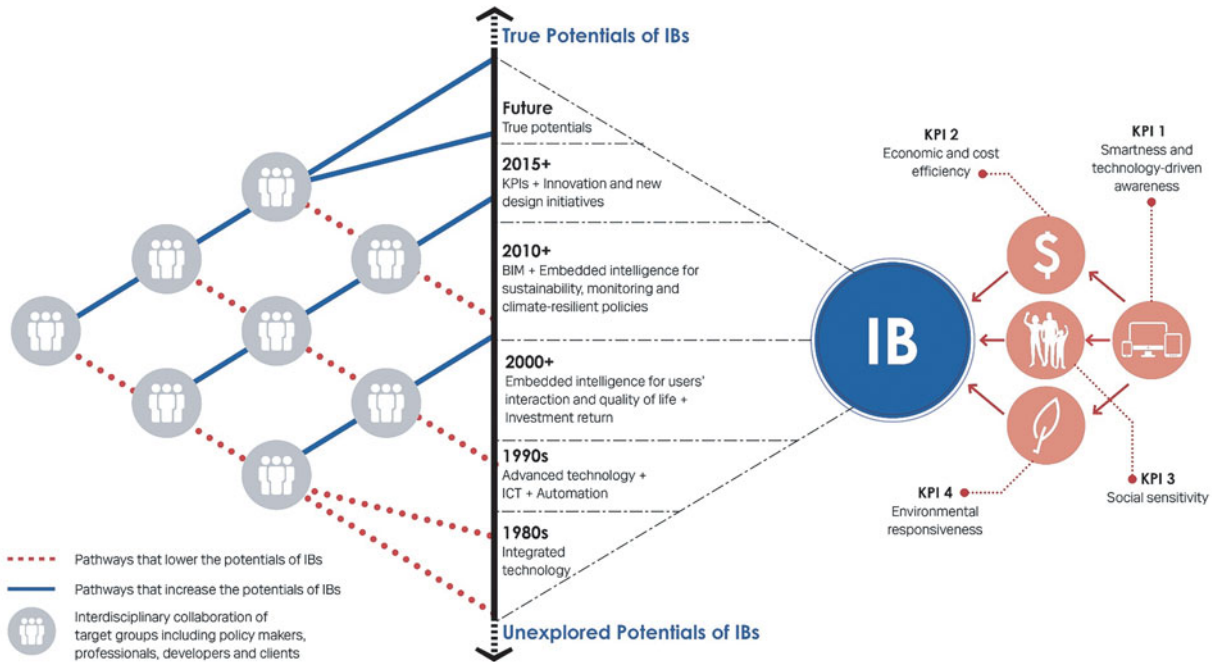 True Potentials of IBs
Future
True potentials
2015+
KPIs + Innovation and new
design initiatives
2010+
BIM + Embedded intelligence for
sustainability, monitoring and
climate-resilient policies
2000+
Embedded intelligence for users'
interaction and quality of life +
Investment return
1990s
Advanced technology +
ICT + Automation
1980s
Integrated
technology
Unexplored Potentials of IBs
IB
KPI 2
Economic and cost
efficiency
$
KPI 1
Smartness and
technology-driven
awareness
KPI 3
Social sensitivity
KPI 4
Environmental
responsiveness
Pathways that lower the potentials of IBs
Pathways that increase the potentials of IBs
Interdisciplinary collaboration of
target groups including policy makers,
professionals, developers and clients